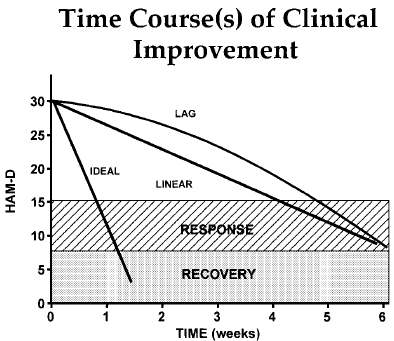 Time Course(s) of Clinical
Improvement
30
LAG
25
20
IDEAL
LINEAR
HAM-D
15
RESPONSE
10
5
RECOVERY
0
0 1 2 3 4 5 6
TIME (weeks)